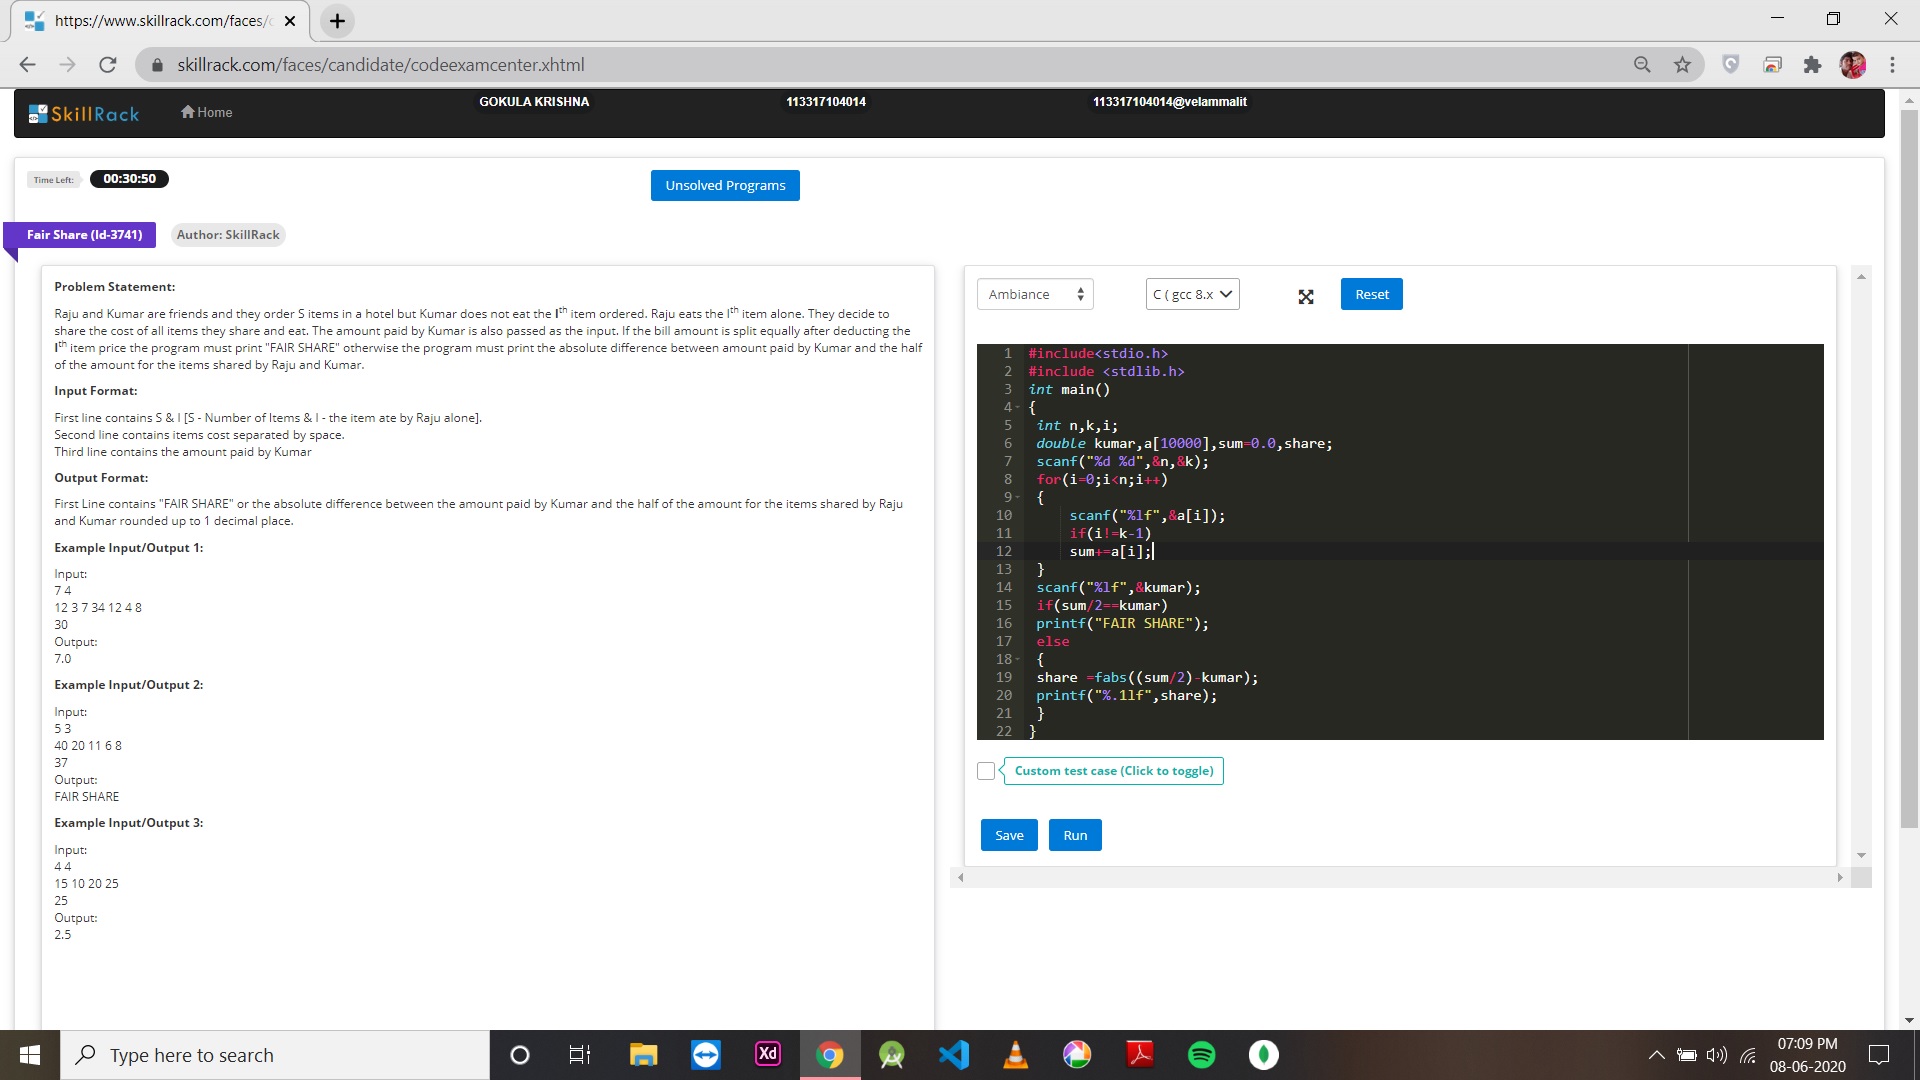 https://www.skillrack.com/faces/c
skillrack.com/faces/candidate/codeexamcenter.xhtml
SkillRack
Home
GOKULA KRISHNA
113317104014
113317104014@velammalit
Time Left:
00:30:50
Unsolved Programs
Fair Share (Id-3741)
Author: SkillRack
Problem Statement:
Raju and Kumar are friends and they order S items in a hotel but Kumar does not eat the Ith item ordered. Raju eats the Ith item alone. They decide to
share the cost of all items they share and eat. The amount paid by Kumar is also passed as the input. If the bill amount is split equally after deducting the
Ith item price the program must print "FAIR SHARE" otherwise the program must print the absolute difference between amount paid by Kumar and the half
of the amount for the items shared by Raju and Kumar.
Input Format:
First line contains S & I [S - Number of Items & I - the item ate by Raju alone].
Second line contains items cost separated by space.
Third line contains the amount paid by Kumar
Output Format:
First Line contains "FAIR SHARE" or the absolute difference between the amount paid by Kumar and the half of the amount for the items shared by Raju
and Kumar rounded up to 1 decimal place.
Example Input/Output 1:
Input:
7 4
12 3 7 34 12 4 8
30
Output:
7.0
Example Input/Output 2:
Input:
5 3
40 20 11 6 8
37
Output:
FAIR SHARE
Example Input/Output 3:
Input:
4 4
15 10 20 25
25
Output:
2.5
Ambiance
C ( gcc 8.x
Reset
1 #include<stdio.h>
2 #include <stdlib.h>
3 int main()
4 {
5 int n,k,i;
6 double kumar,a[10000],sum=0.0,share;
7 scanf("%d %d",&n,&k);
8 for(i=0;i<n;i++)
9 {
10 scanf("%lf",&a[i]);
11 if(i!=k-1)
12 sum+=a[i];
13 }
14 scanf("%lf",&kumar);
15 if(sum/2==kumar)
16 printf("FAIR SHARE");
17 else
18 {
19 share =fabs((sum/2)-kumar);
20 printf("%.1lf",share);
21 }
22 }
Custom test case (Click to toggle)
Save
Run
Type here to search
Xd
07:09 PM
08-06-2020